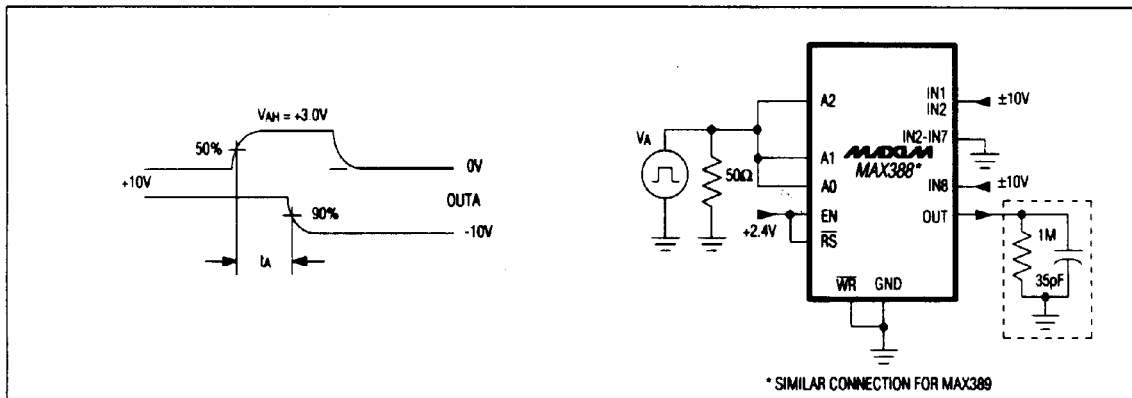 VAH = +3.0V
50%
0V
+10V
OUTA
90%
-10V
tA
VA
50Ω
+2.4V
A2
A1
A0
EN
RS
WR
GND
IN1
IN2
IN2-IN7
IN8
OUT
MAXIM
MAX388*
±10V
±10V
1M
35pF
* SIMILAR CONNECTION FOR MAX389